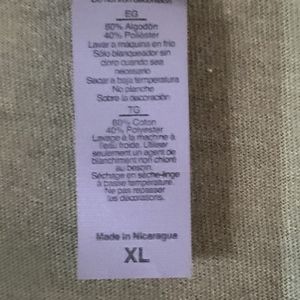 EG
60% Algodón
40% Poliéster
Lavar a máquina en frío
Sólo blanqueador sin
cloro cuando sea
necesario
Secar a baja temperatura
No planche
Sobre la decoración
TG
60% Coton
40% Polyester
Lavage à la machine à
l'eau froide. Utiliser
seulement un agent de
blanchiment non chloré
au besoin.
Séchage en sèche-linge
à basse température.
Ne pas repasser
les décorations.
Made in Nicaragua
XL